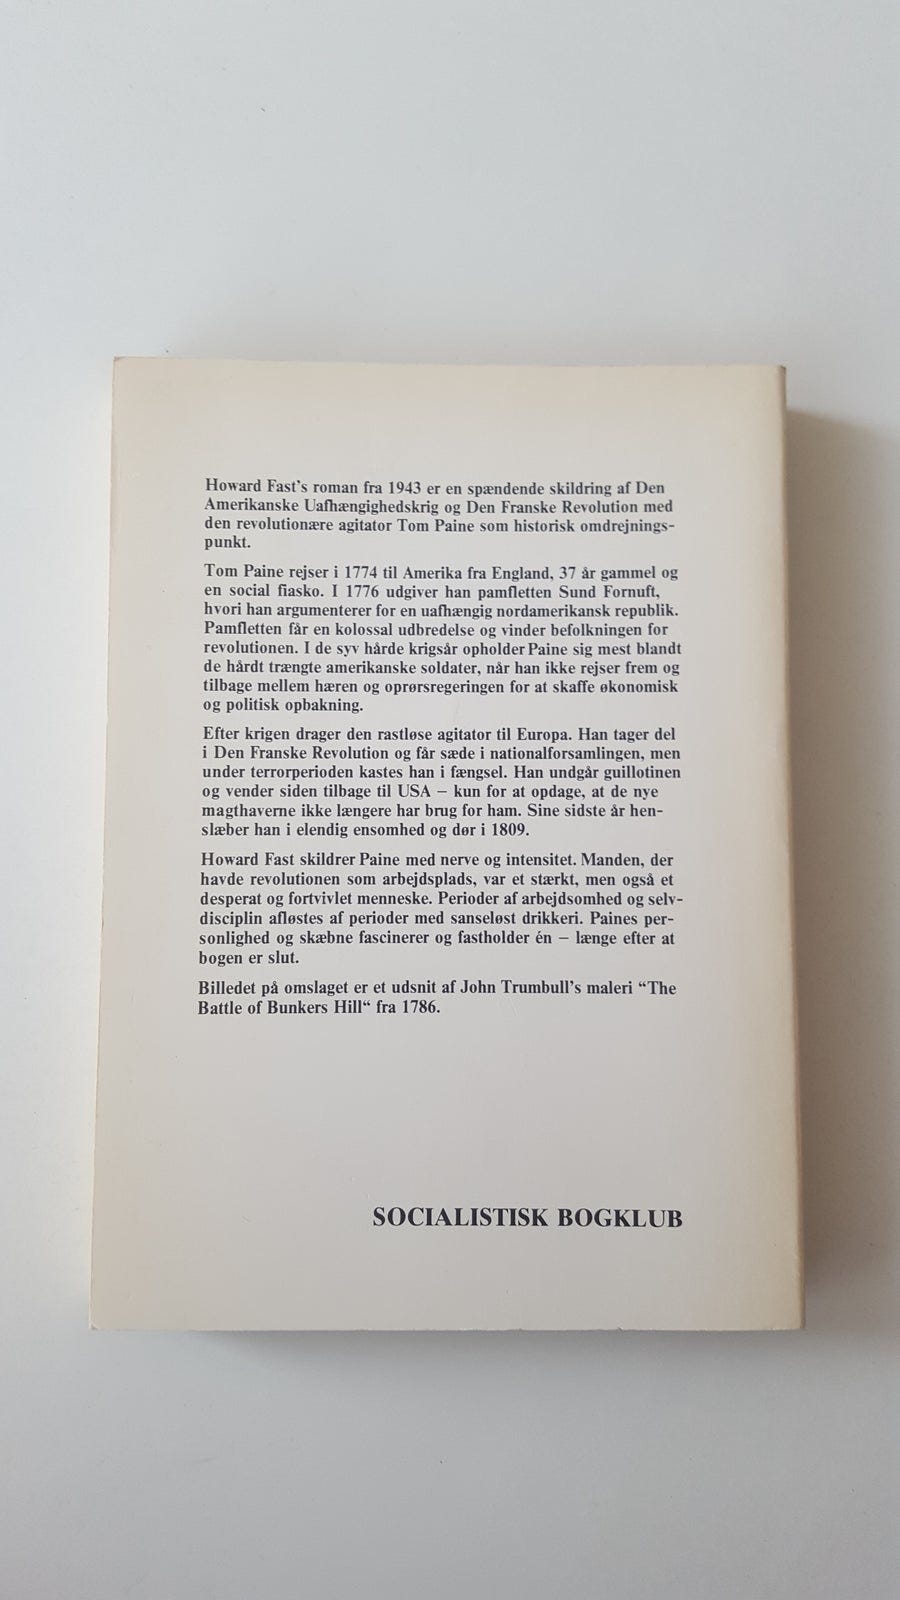 Howard Fast's roman fra 1943 er en spændende skildring af Den
Amerikanske Uafhængighedskrig og Den Franske Revolution med
den revolutionære agitator Tom Paine som historisk omdrejnings-
punkt.
Tom Paine rejser i 1774 til Amerika fra England, 37 år gammel og
en social fiasko. I 1776 udgiver han pamfletten Sund Fornuft,
hvori han argumenterer for en uafhængig nordamerikansk republik.
Pamfletten får en kolossal udbredelse og vinder befolkningen for
revolutionen. I de syv hårde krigsår opholder Paine sig mest blandt
de hårdt trængte amerikanske soldater, når han ikke rejser frem og
tilbage mellem hæren og oprørsregeringen for at skaffe økonomisk
og politisk opbakning.
Efter krigen drager den rastløse agitator til Europa. Han tager del
i Den Franske Revolution og får sæde i nationalforsamlingen, men
under terrorperioden kastes han i fængsel. Han undgår guillotinen
og vender siden tilbage til USA – kun for at opdage, at de nye
magthaverne ikke længere har brug for ham. Sine sidste år hen-
slæber han i elendig ensomhed og dør i 1809.
Howard Fast skildrer Paine med nerve og intensitet. Manden, der
havde revolutionen som arbejdsplads, var et stærkt, men også et
desperat og fortvivlet menneske. Perioder af arbejdsomhed og selv-
disciplin afløstes af perioder med sanseløst drikkeri. Paines per-
sonlighed og skæbne fascinerer og fastholder én – længe efter at
bogen er slut.
Billedet på omslaget er et udsnit af John Trumbull's maleri “The
Battle of Bunkers Hill“ fra 1786.
SOCIALISTISK BOGKLUB